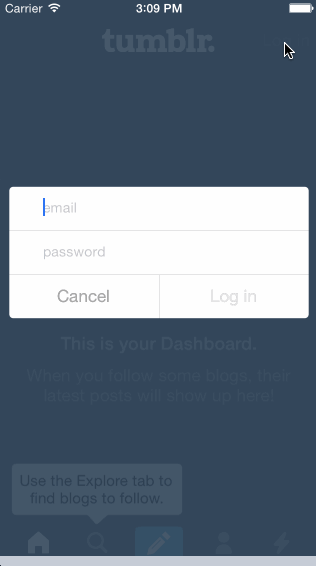 Carrier 3:09 PM
tumblr.
email
password
Cancel Log in
This is your Dashboard.
When you follow some blogs, their
latest posts will show up here!
Use the Explore tab to
find blogs to follow.